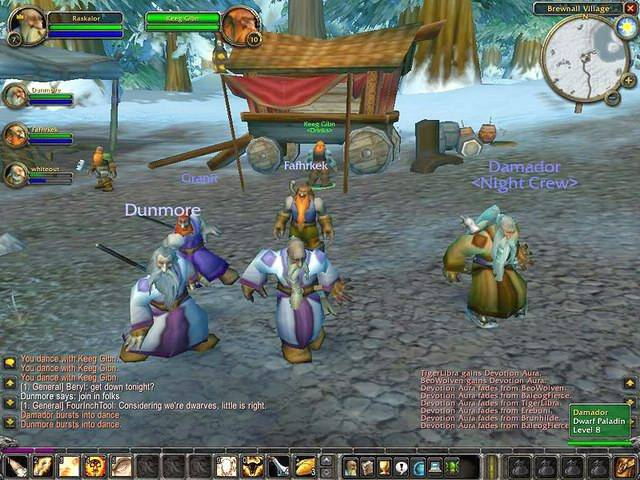 Raskalor
7
Keeg Gibn
10
Brewnall Village
N
Dunmore
Fafhrkek
whiteout
Keeg Gibn
<Drinks>
Fafhrkek
Granit
Damador
<Night Crew>
Dunmore
You dance with Keeg Gibn.
You dance with Keeg Gibn.
You dance with Keeg Gibn.
[1. General] Beryl: get down tonight?
Dunmore says: join in folks
[1. General] FourInchTool: Considering we're dwarves, little is right.
Damador bursts into dance.
Dunmore bursts into dance.
TigerLibra gains Devotion Aura.
BeoWolven gains Devotion Aura.
Devotion Aura fades from BeoWolven.
Devotion Aura fades from BaleogFierce.
Devotion Aura fades from TigerLibra.
Devotion Aura fades from Erebun.
Devotion Aura fades from Brumhilde.
Devotion Aura fades from BaleogFierce.
Damador
Dwarf Paladin
Level 8